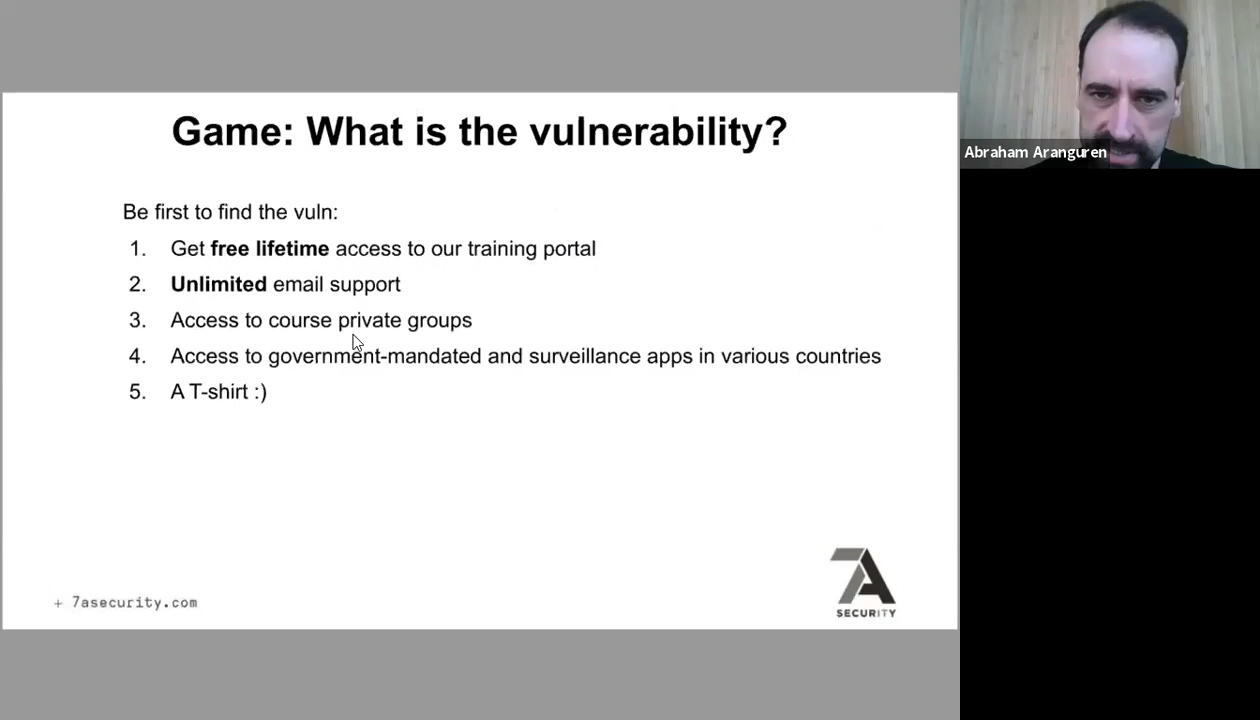 Game: What is the vulnerability?
Be first to find the vuln:
1. Get free lifetime access to our training portal
2. Unlimited email support
3. Access to course private groups
4. Access to government-mandated and surveillance apps in various countries
5. A T-shirt :)
+ 7asecurity.com
7A
SECURITY
Abraham Aranguren